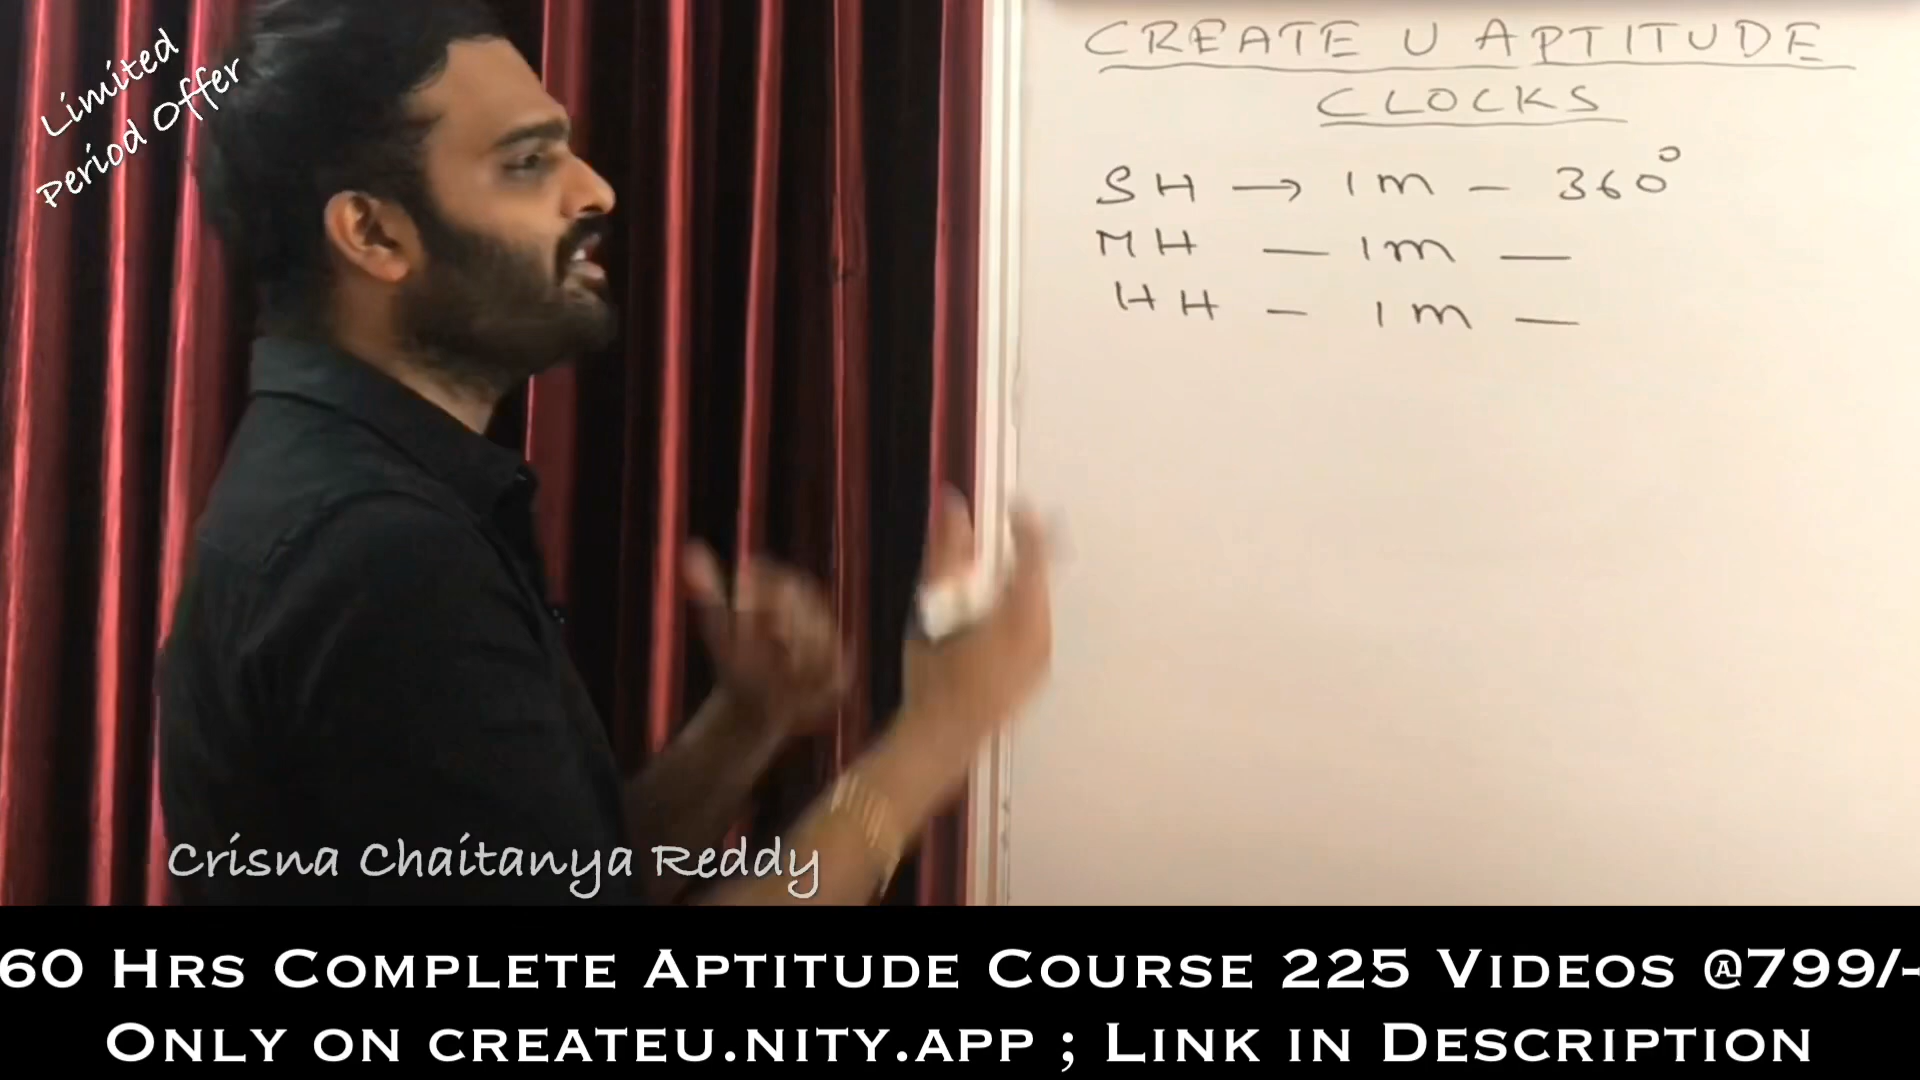 Limited
Period Offer
CREATE U APTITUDE
CLOCKS
SH → 1m – 360°
MH — 1m —
HH – 1m —
Crisna Chaitanya Reddy
60 Hrs Complete Aptitude Course 225 Videos @799/-
Only on createu.nity.app ; Link in Description